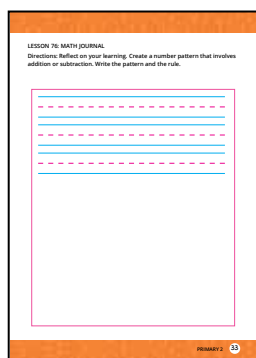 LESSON 76: MATH JOURNAL
Directions: Reflect on your learning. Create a number pattern that involves
addition or subtraction. Write the pattern and the rule.
PRIMARY 2 33